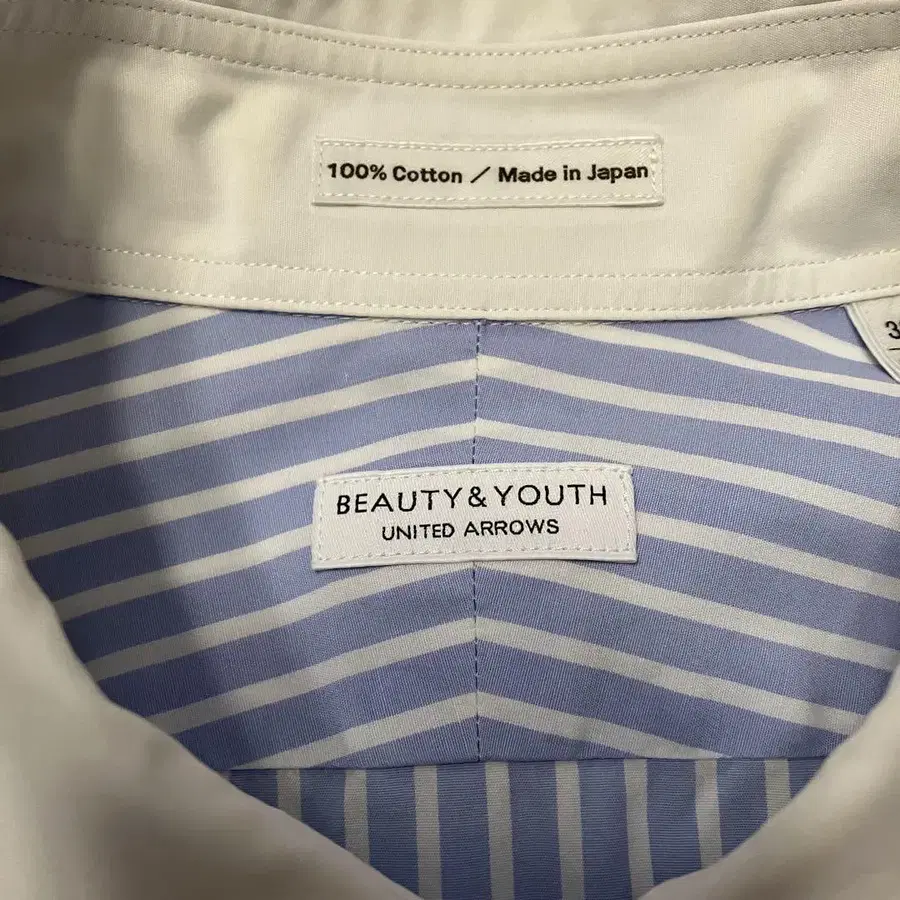 100% Cotton / Made in Japan
BEAUTY & YOUTH
UNITED ARROWS